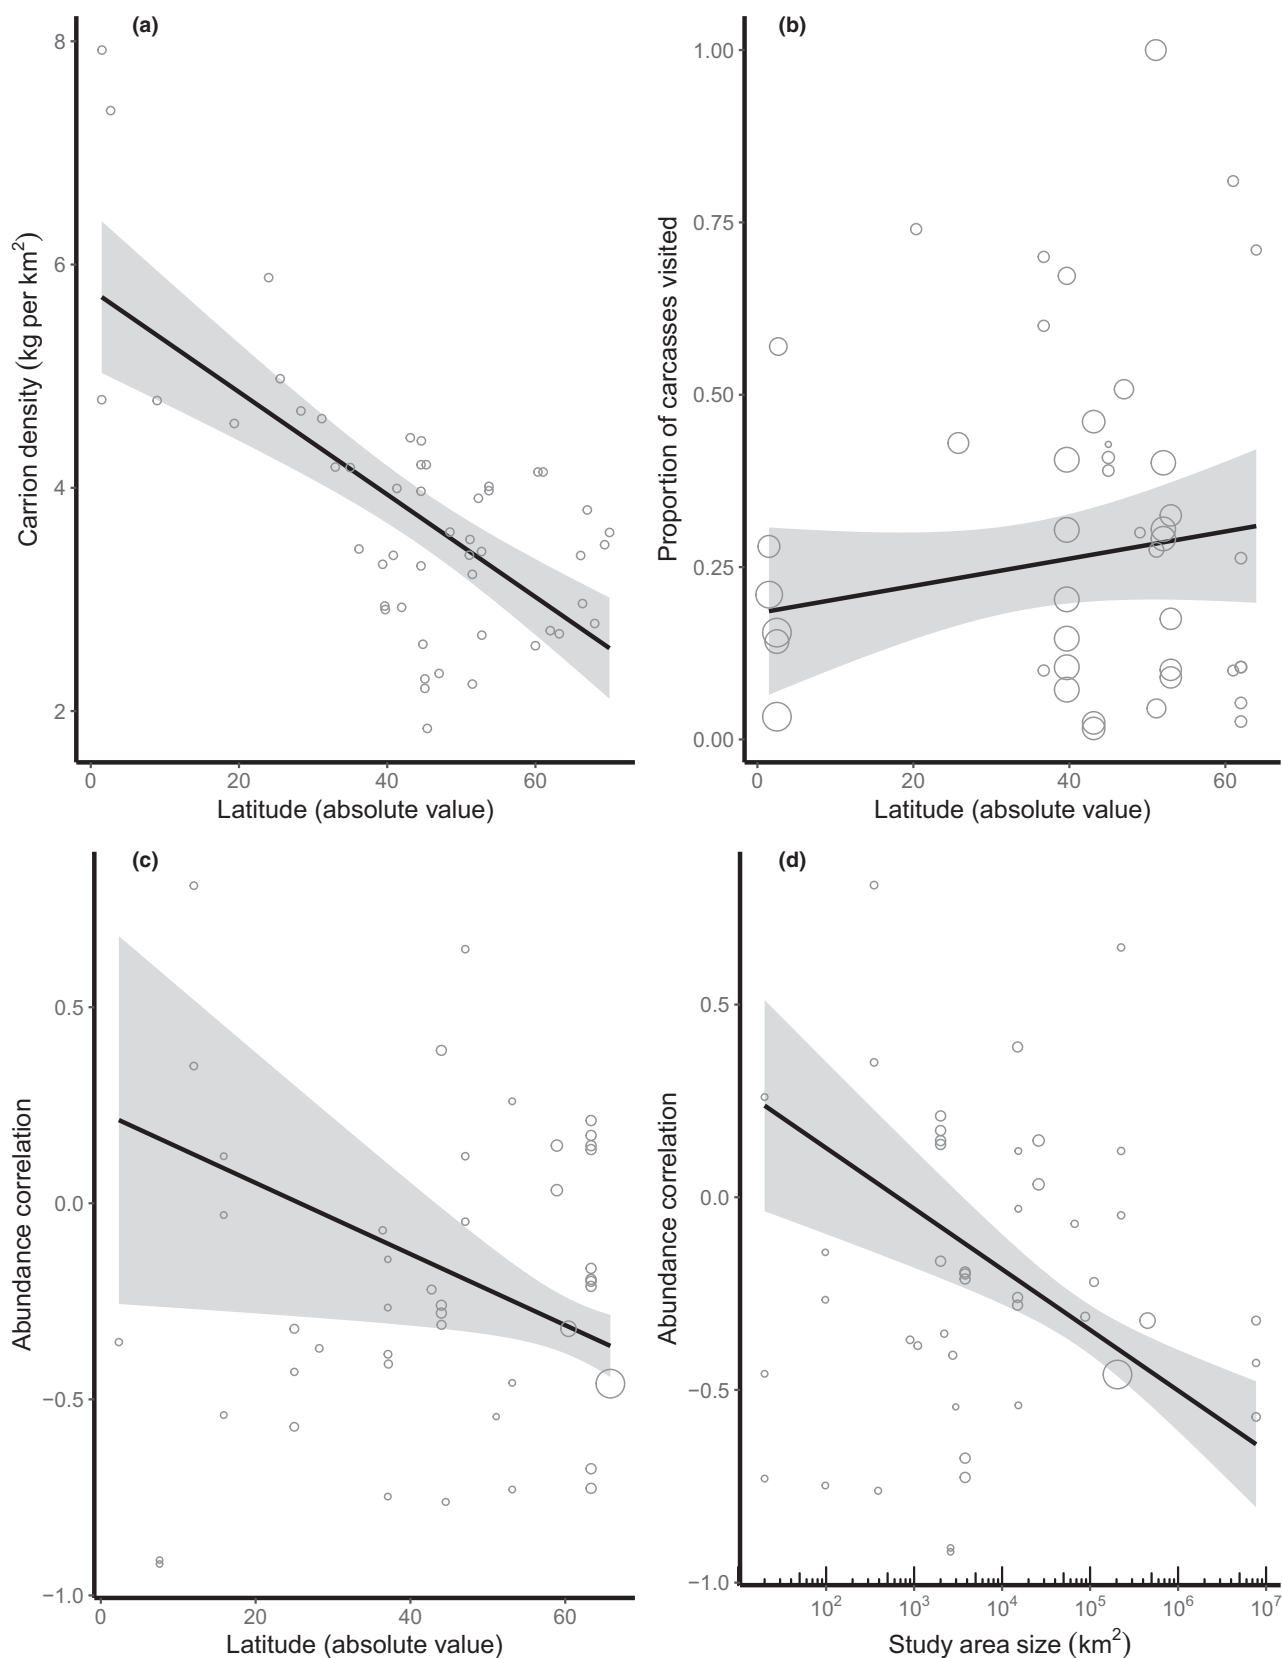 (a)
Carrion density (kg per km²)
8
6
4
2
0 20 40 60
Latitude (absolute value)
(b)
Proportion of carcasses visited
1.00
0.75
0.50
0.25
0.00
0 20 40 60
Latitude (absolute value)
(c)
Abundance correlation
0.5
0.0
−0.5
−1.0
0 20 40 60
Latitude (absolute value)
(d)
Abundance correlation
0.5
0.0
−0.5
−1.0
10² 10³ 10⁴ 10⁵ 10⁶ 10⁷
Study area size (km²)